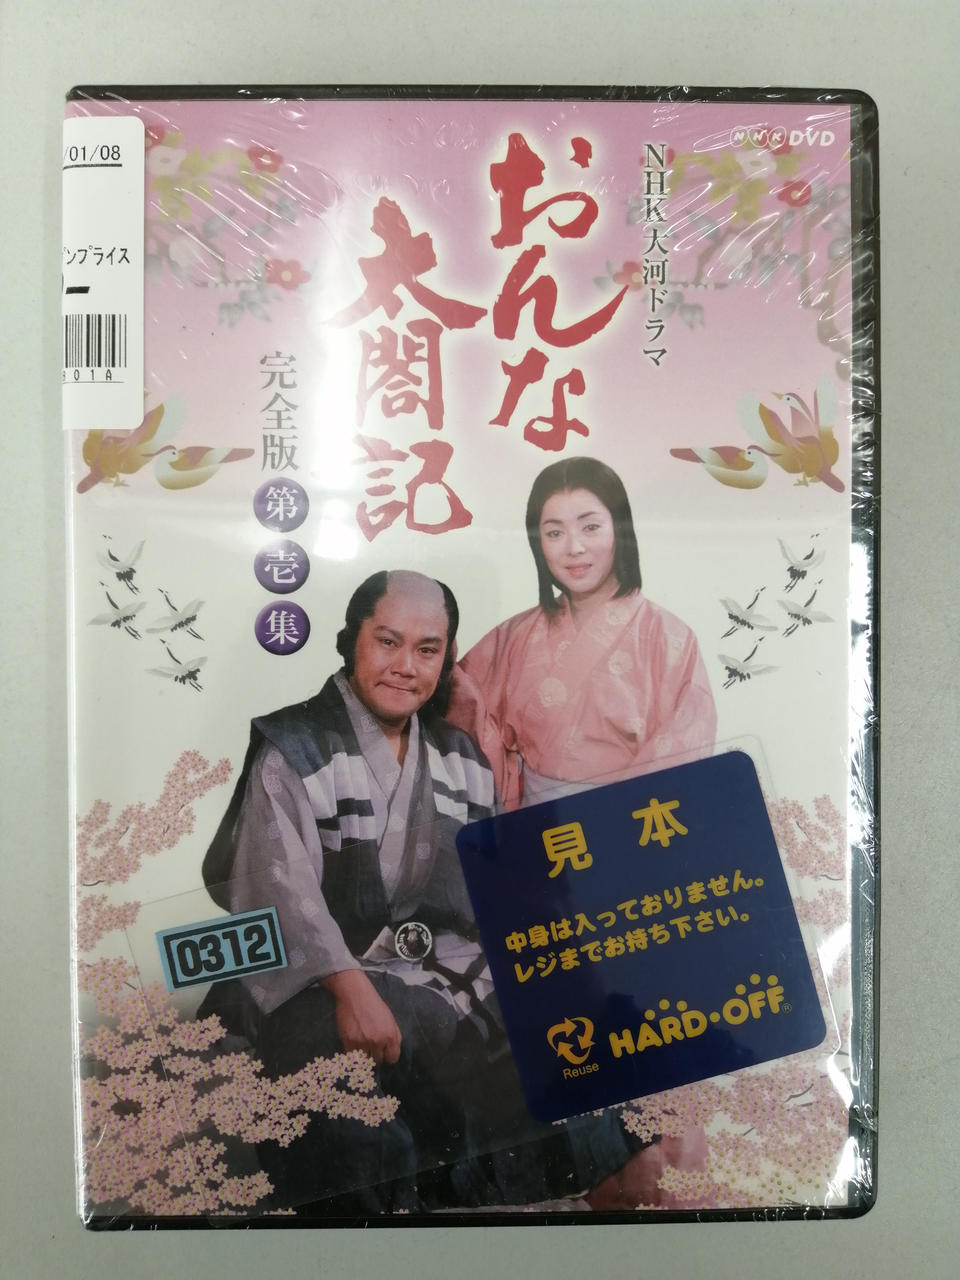 NHK DVD
NHK大河ドラマ
おんな
太閤記
完全版
第壱集
/01/08
プンプライス
301A
0312
見本
中身は入っておりません。
レジまでお持ち下さい。
Reuse
HARD・OFF®